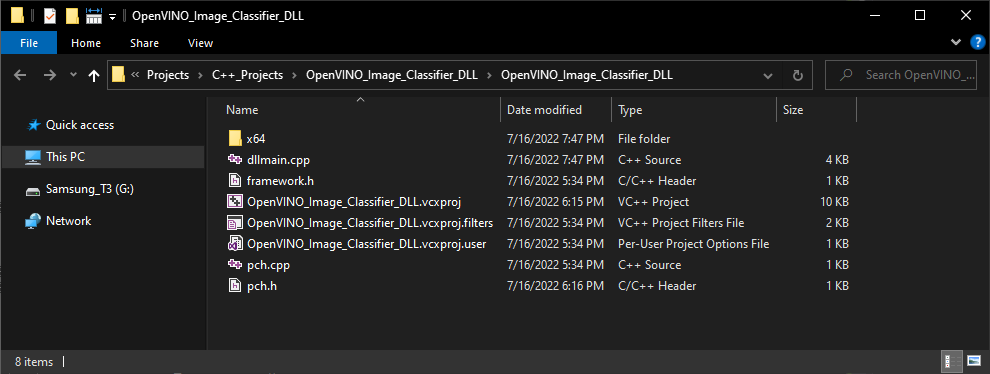 OpenVINO_Image_Classifier_DLL
File Home Share View
« Projects > C++_Projects > OpenVINO_Image_Classifier_DLL > OpenVINO_Image_Classifier_DLL Search OpenVINO_...
Name Date modified Type Size
Quick access
This PC
Samsung_T3 (G:)
Network
x64 7/16/2022 7:47 PM File folder
dllmain.cpp 7/16/2022 7:47 PM C++ Source 4 KB
framework.h 7/16/2022 5:34 PM C/C++ Header 1 KB
OpenVINO_Image_Classifier_DLL.vcxproj 7/16/2022 6:15 PM VC++ Project 10 KB
OpenVINO_Image_Classifier_DLL.vcxproj.filters 7/16/2022 5:34 PM VC++ Project Filters File 2 KB
OpenVINO_Image_Classifier_DLL.vcxproj.user 7/16/2022 5:34 PM Per-User Project Options File 1 KB
pch.cpp 7/16/2022 5:34 PM C++ Source 1 KB
pch.h 7/16/2022 6:16 PM C/C++ Header 1 KB
8 items